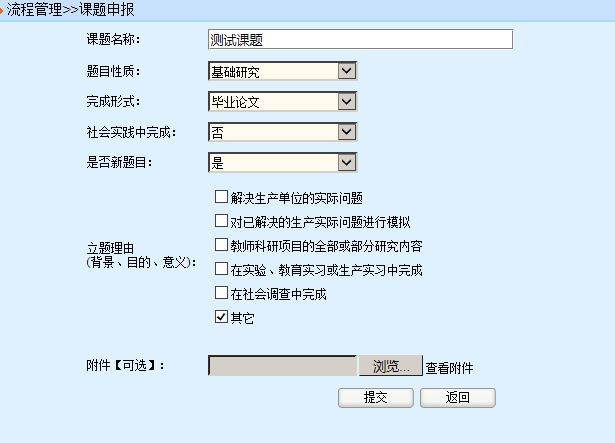 流程管理>>课题申报
课题名称： 测试课题
题目性质： 基础研究
完成形式： 毕业论文
社会实践中完成： 否
是否新题目： 是
解决生产单位的实际问题
对已解决的生产实际问题进行模拟
教师科研项目的全部或部分研究内容
立题理由
(背景、目的、意义)：
在实验、教育实习或生产实习中完成
在社会调查中完成
其它
附件【可选】： 浏览... 查看附件
提交 返回